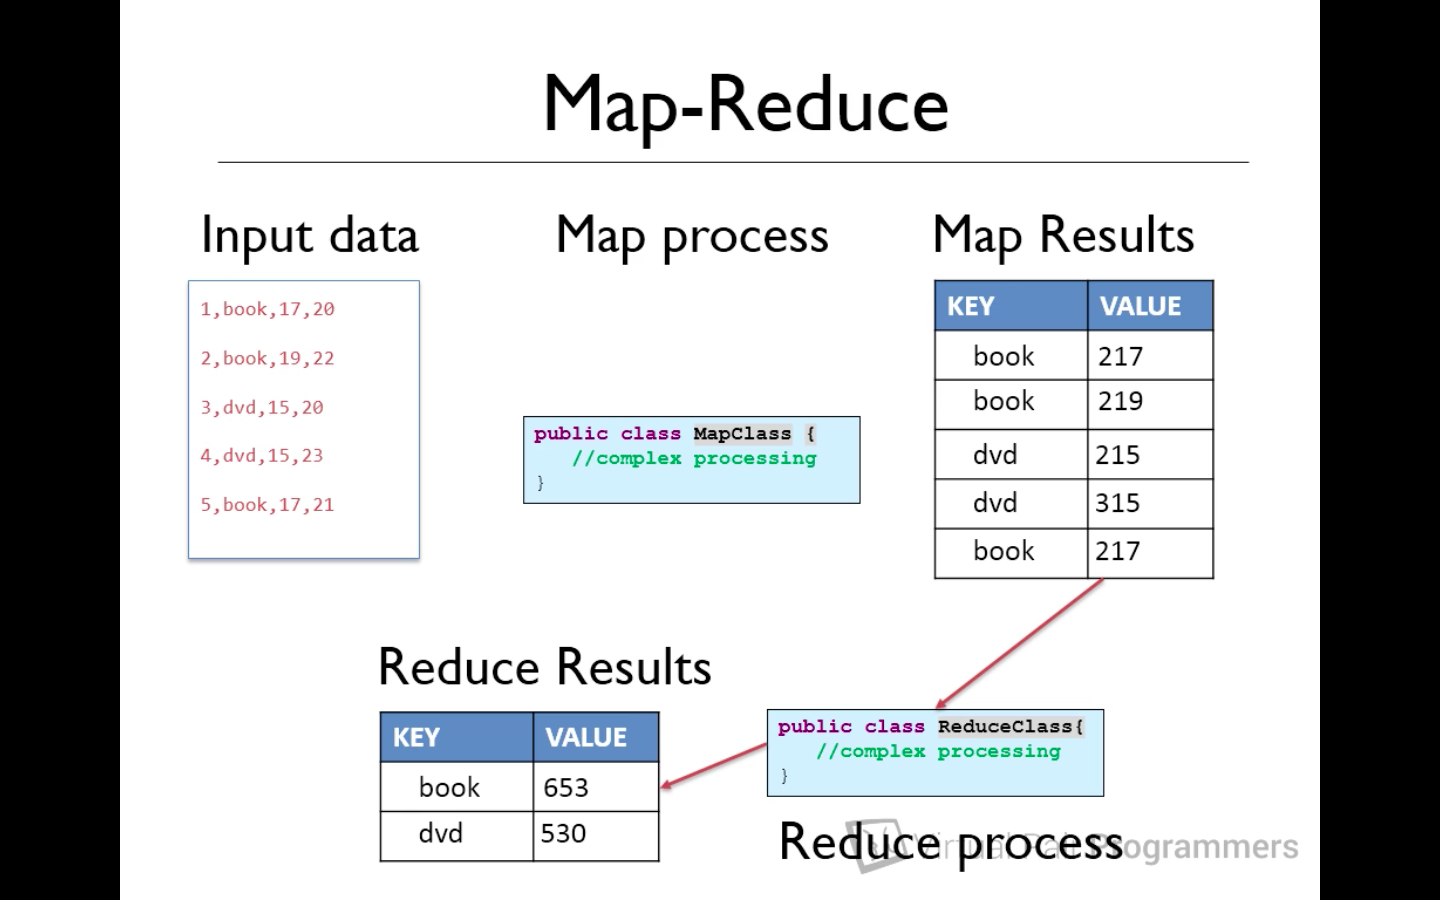 Map-Reduce
Input data
1,book,17,20
2,book,19,22
3,dvd,15,20
4,dvd,15,23
5,book,17,21
Map process
public class MapClass {
//complex processing
}
Map Results
KEY VALUE
book 217
book 219
dvd 215
dvd 315
book 217
Reduce Results
KEY VALUE
book 653
dvd 530
public class ReduceClass{
//complex processing
}
Reduce process
Virtual Pair Programmers